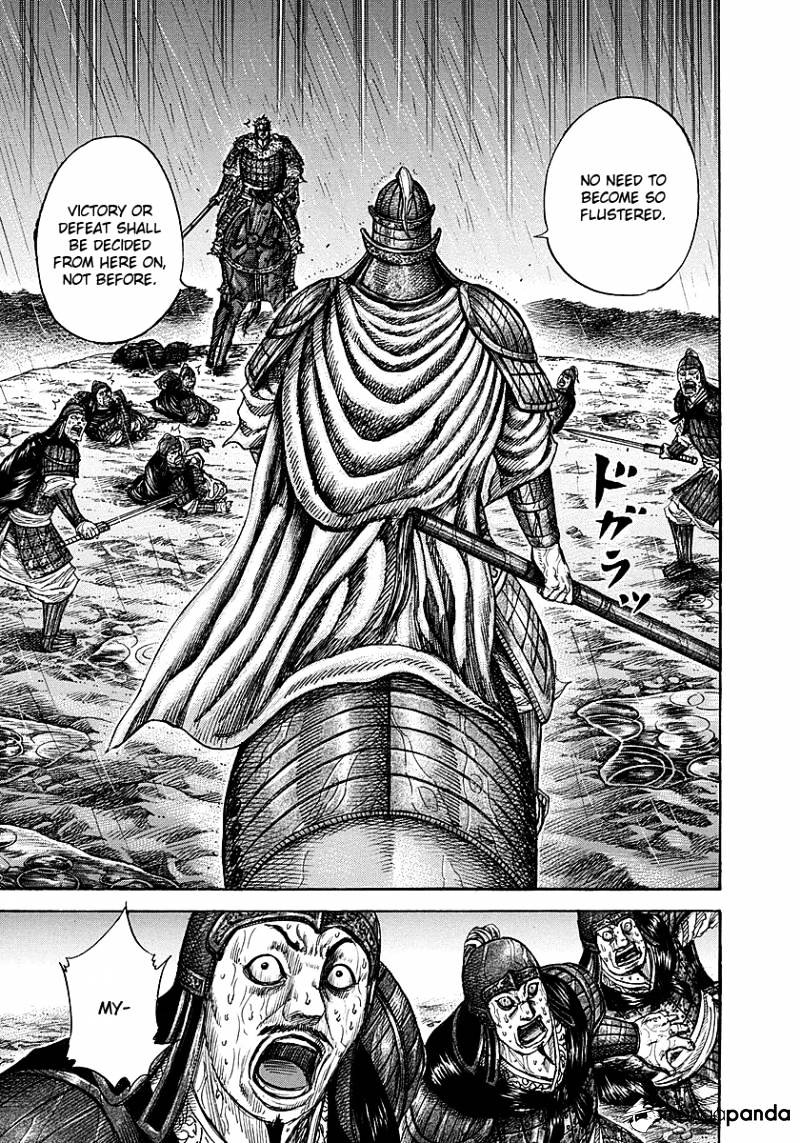 NO NEED TO
BECOME SO
FLUSTERED.
VICTORY OR
DEFEAT SHALL
BE DECIDED
FROM HERE ON,
NOT BEFORE.
ドガラッ
MY-
mangapanda